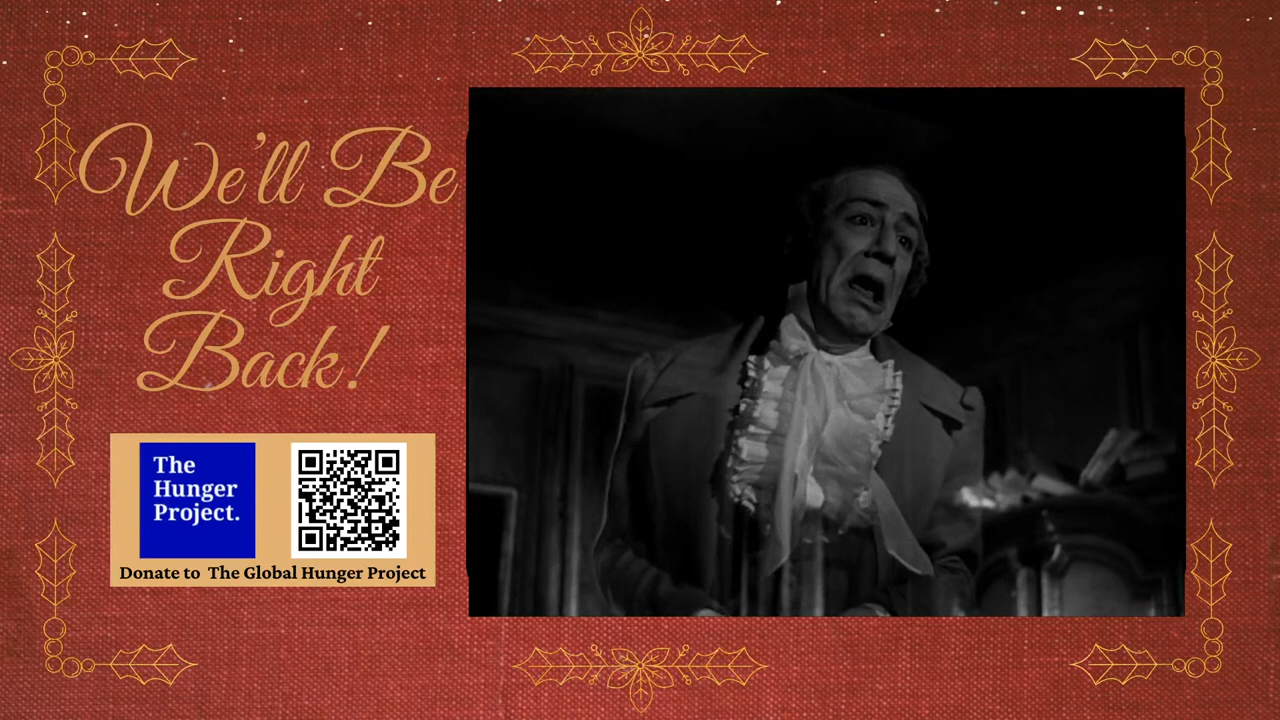 We'll Be
Right
Back!
The
Hunger
Project.
Donate to The Global Hunger Project